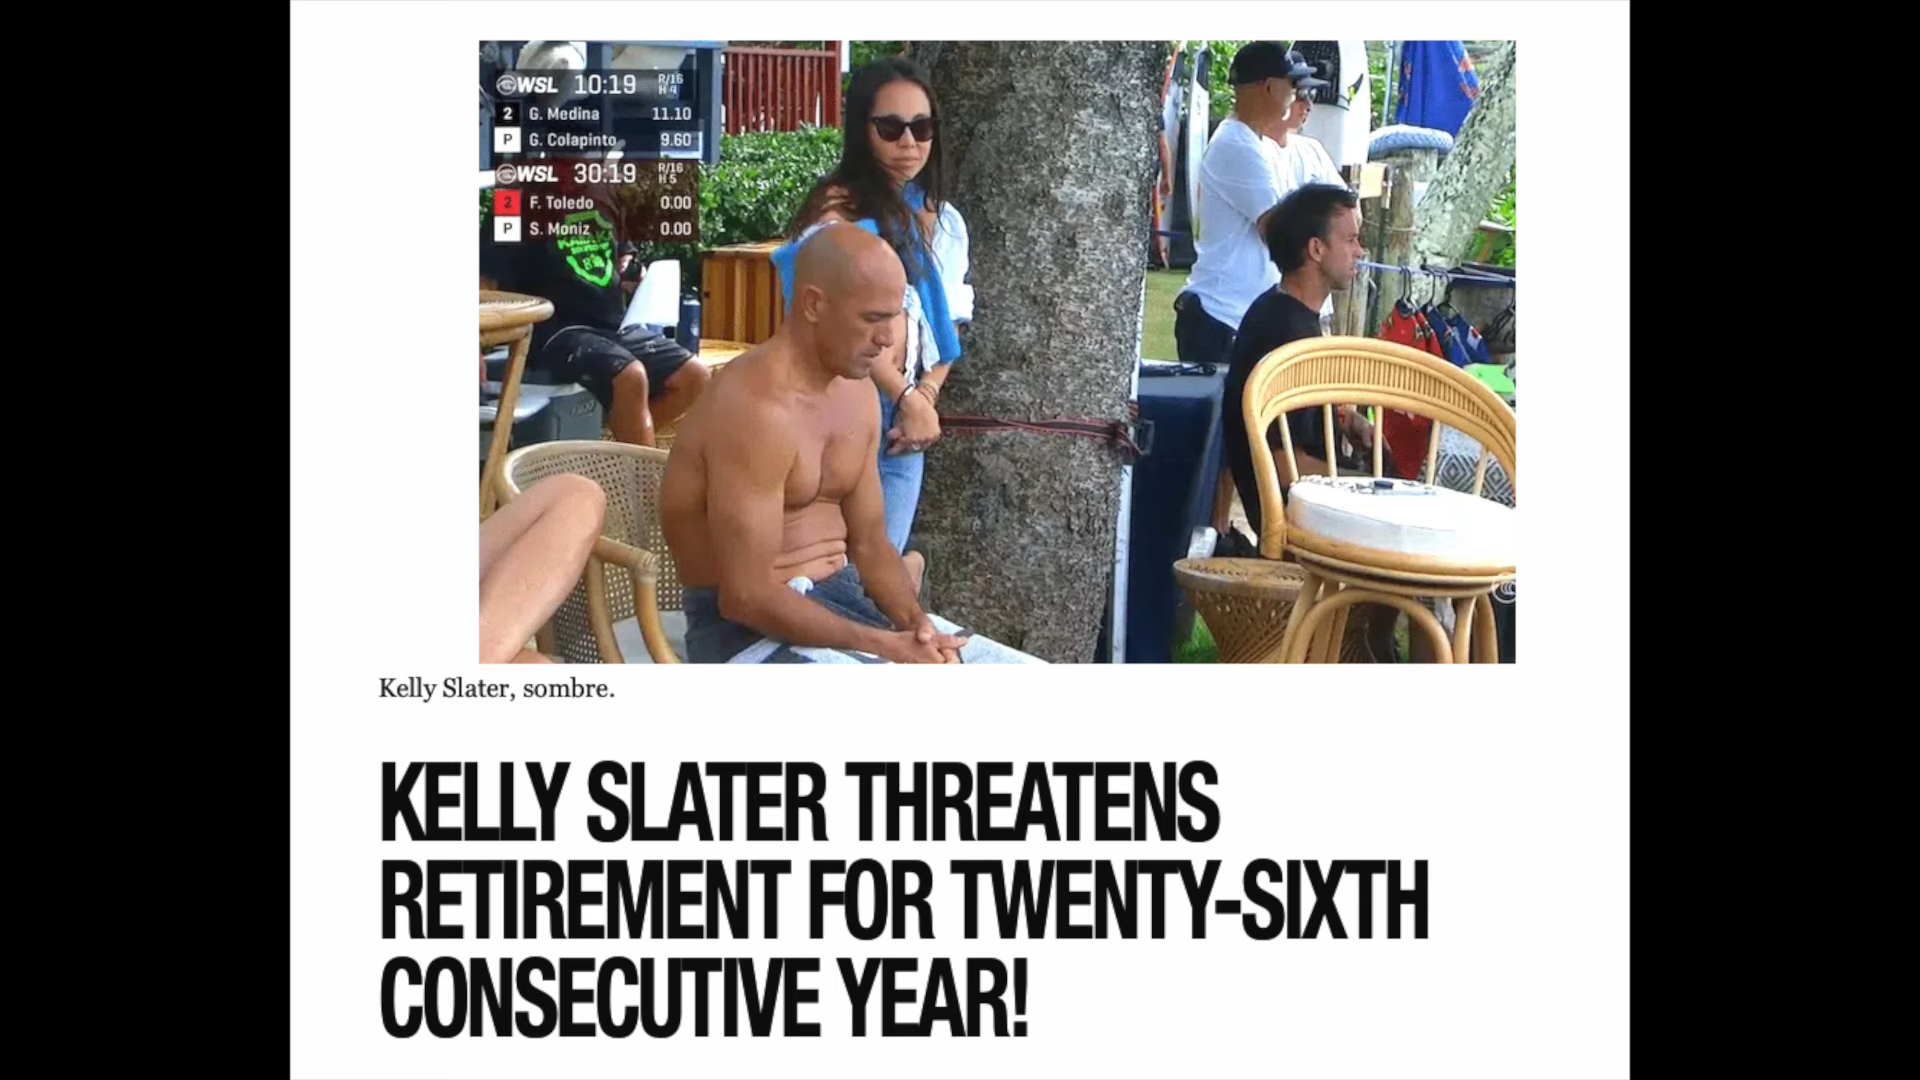 WSL 10:19 R/16 H 4
2 G. Medina 11.10
P G. Colapinto 9.60
WSL 30:19 R/16 H 5
2 F. Toledo 0.00
P S. Moniz 0.00
Kelly Slater, sombre.
KELLY SLATER THREATENS
RETIREMENT FOR TWENTY-SIXTH
CONSECUTIVE YEAR!